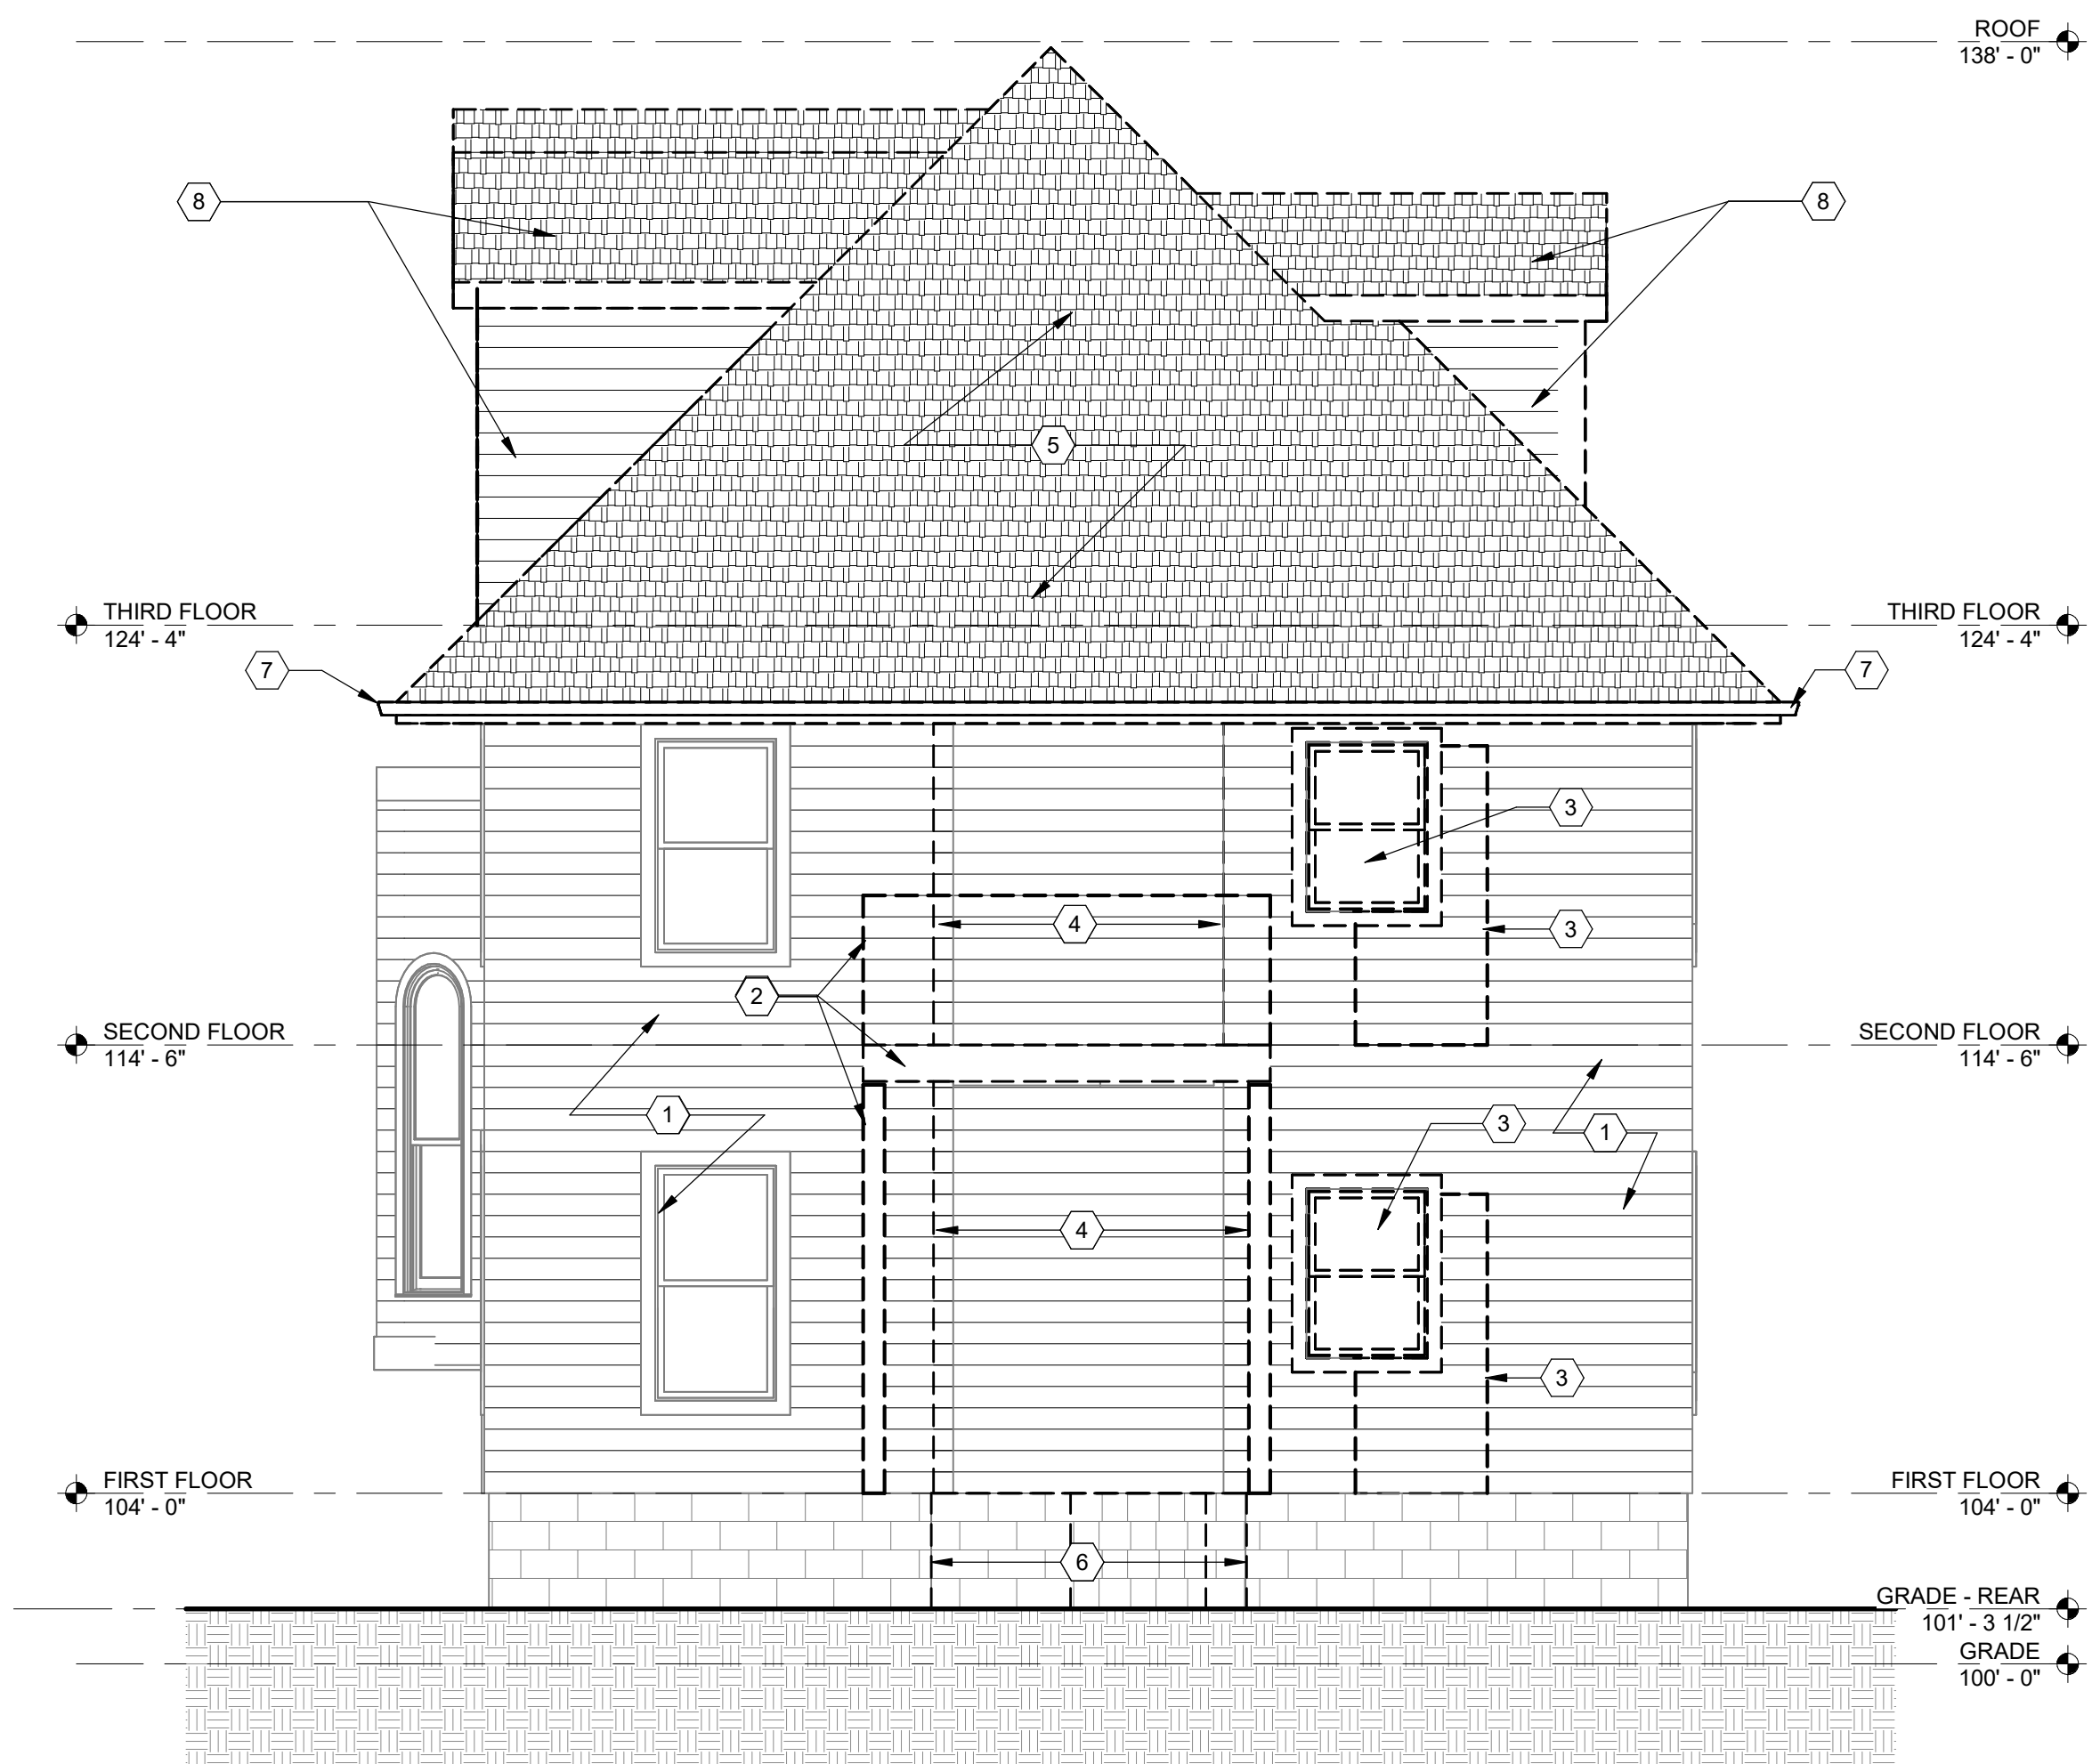 ROOF
138' - 0"
8
8
5
THIRD FLOOR
124' - 4"
THIRD FLOOR
124' - 4"
7
7
3
4
3
2
SECOND FLOOR
114' - 6"
SECOND FLOOR
114' - 6"
1
3
1
4
3
FIRST FLOOR
104' - 0"
FIRST FLOOR
104' - 0"
6
GRADE - REAR
101' - 3 1/2"
GRADE
100' - 0"